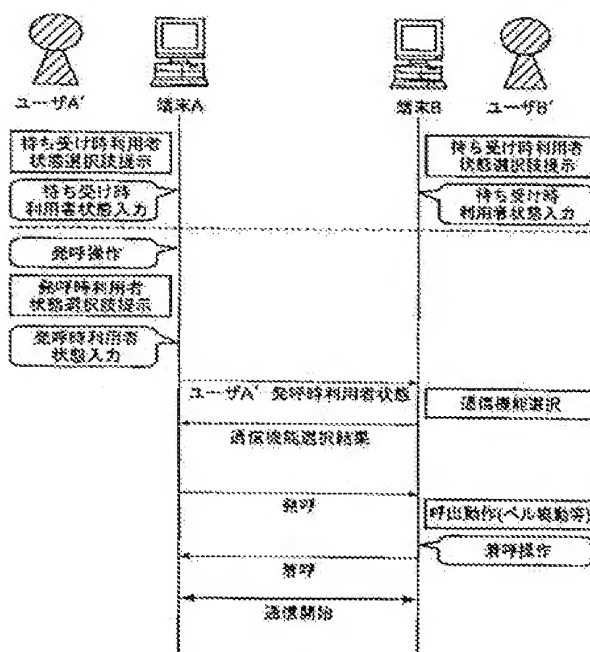 ユーザA'
端末A
端末B
ユーザB'
待ち受け時利用者
状態選択肢提示
待ち受け時利用者
状態選択肢提示
待ち受け時
利用者状態入力
待ち受け時
利用者状態入力
発呼操作
発呼時利用者
状態選択肢提示
発呼時利用者
状態入力
ユーザA' 発呼時利用者状態
通信機能選択
通信機能選択結果
発呼
呼出動作(ベル鳴動等)
着呼操作
着呼
通信開始